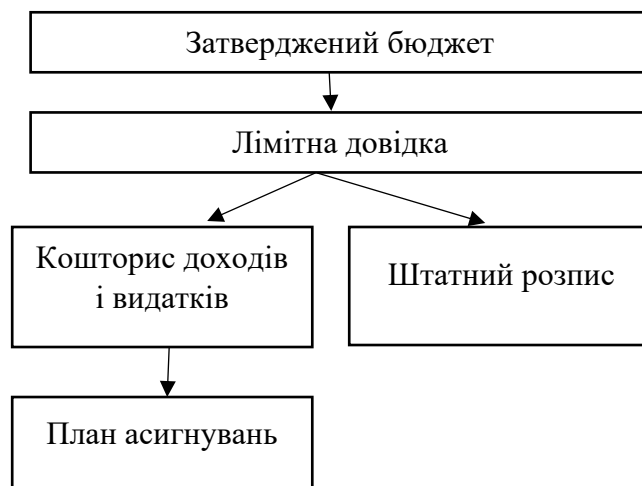 Затверджений бюджет
Лімітна довідка
Кошторис доходів
і видатків
Штатний розпис
План асигнувань